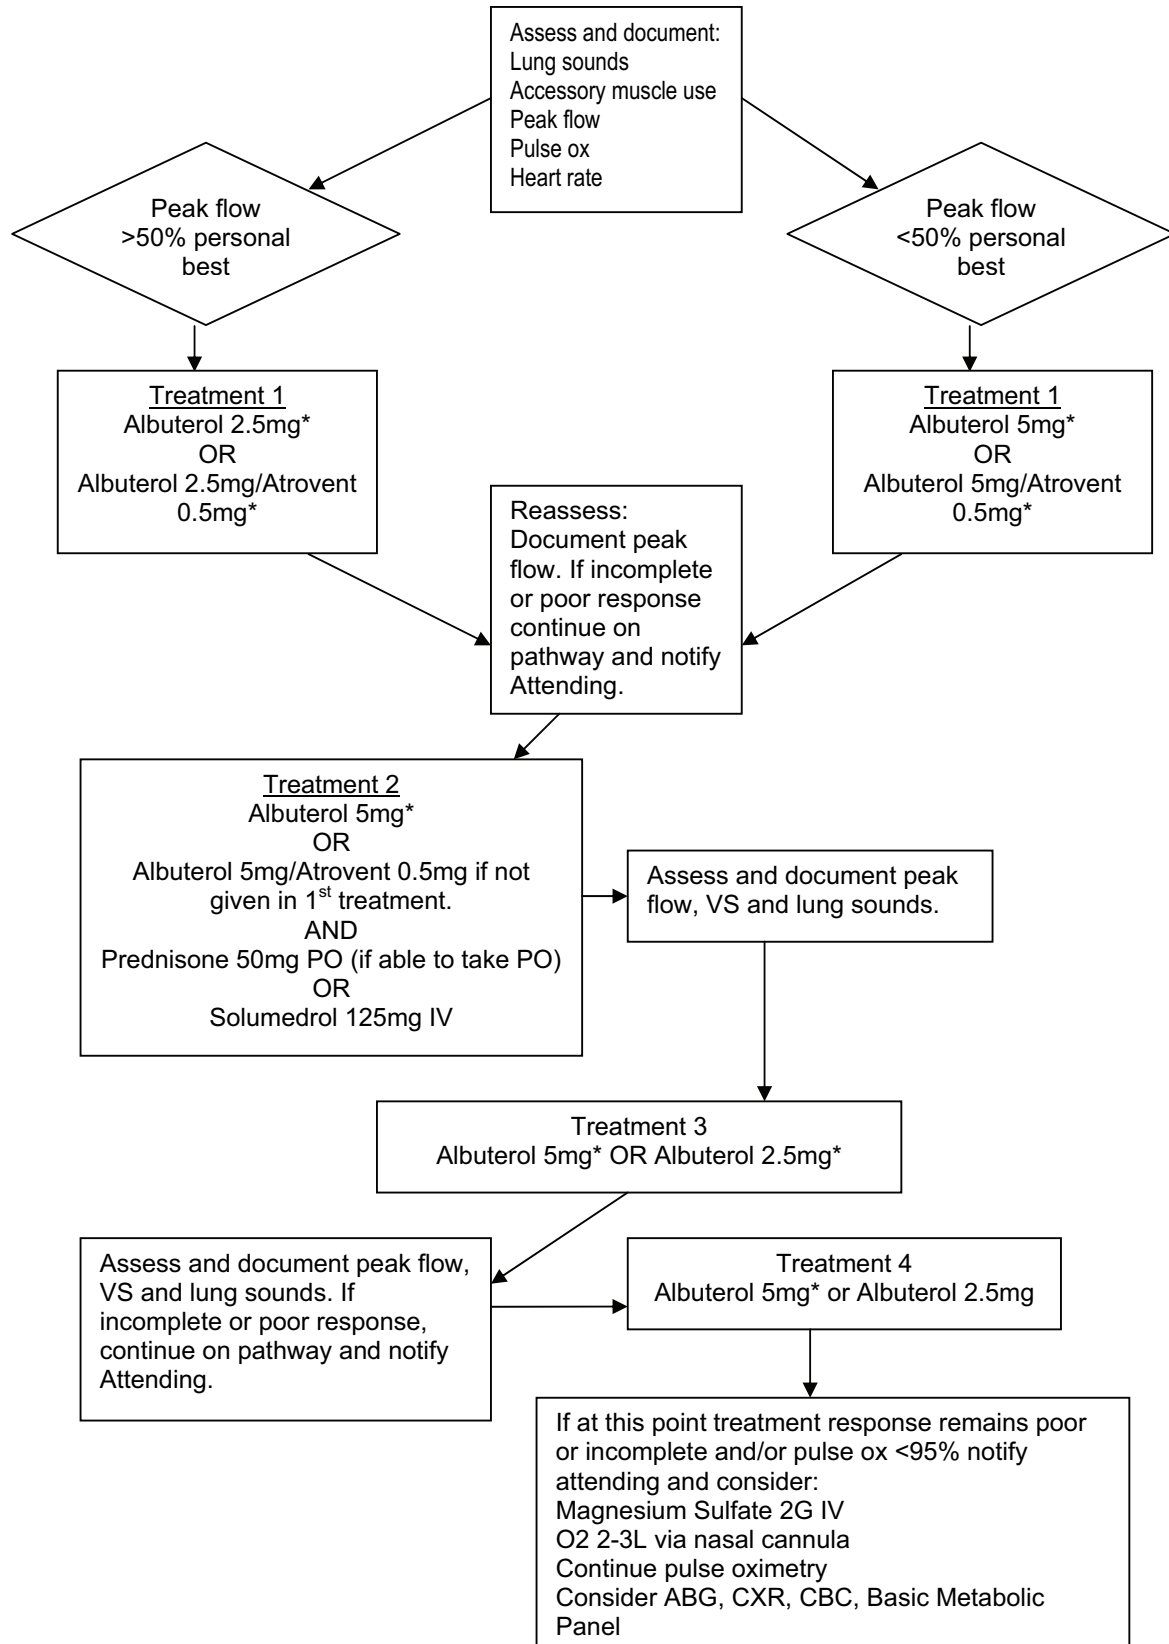 Assess and document:
Lung sounds
Accessory muscle use
Peak flow
Pulse ox
Heart rate
Peak flow
>50% personal
best
Peak flow
<50% personal
best
Treatment 1
Albuterol 2.5mg*
OR
Albuterol 2.5mg/Atrovent
0.5mg*
Treatment 1
Albuterol 5mg*
OR
Albuterol 5mg/Atrovent
0.5mg*
Reassess:
Document peak
flow. If incomplete
or poor response
continue on
pathway and notify
Attending.
Treatment 2
Albuterol 5mg*
OR
Albuterol 5mg/Atrovent 0.5mg if not
given in 1st treatment.
AND
Prednisone 50mg PO (if able to take PO)
OR
Solumedrol 125mg IV
Assess and document peak
flow, VS and lung sounds.
Treatment 3
Albuterol 5mg* OR Albuterol 2.5mg*
Assess and document peak flow,
VS and lung sounds. If
incomplete or poor response,
continue on pathway and notify
Attending.
Treatment 4
Albuterol 5mg* or Albuterol 2.5mg
If at this point treatment response remains poor
or incomplete and/or pulse ox <95% notify
attending and consider:
Magnesium Sulfate 2G IV
O2 2-3L via nasal cannula
Continue pulse oximetry
Consider ABG, CXR, CBC, Basic Metabolic
Panel